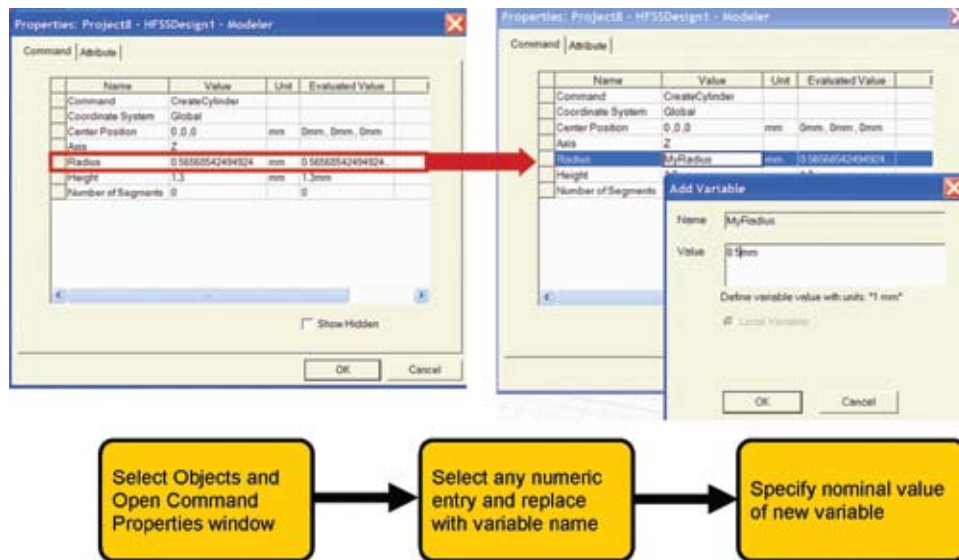 Properties: Project8 - HFSSDesign1 - Modeler
Command Attribute
Name Value Unit Evaluated Value
Command CreateCylinder
Coordinate System Global
Center Position 0,0,0 mm 0mm, 0mm, 0mm
Axis Z
Radius 0.56568542494924 mm 0.56568542494924...
Height 1.3 mm 1.3mm
Number of Segments 0 0
Show Hidden
OK Cancel
Properties: Project8 - HFSSDesign1 - Modeler
Command Attribute
Name Value Unit Evaluated Value
Command CreateCylinder
Coordinate System Global
Center Position 0,0,0 mm 0mm, 0mm, 0mm
Axis Z
Radius MyRadius mm 0.56568542494924...
Height
Number of Segments
Add Variable
Name MyRadius
Value 0.5mm
Define variable value with units: "1 mm"
Local Variable
OK Cancel
Select Objects and
Open Command
Properties window
Select any numeric
entry and replace
with variable name
Specify nominal value
of new variable